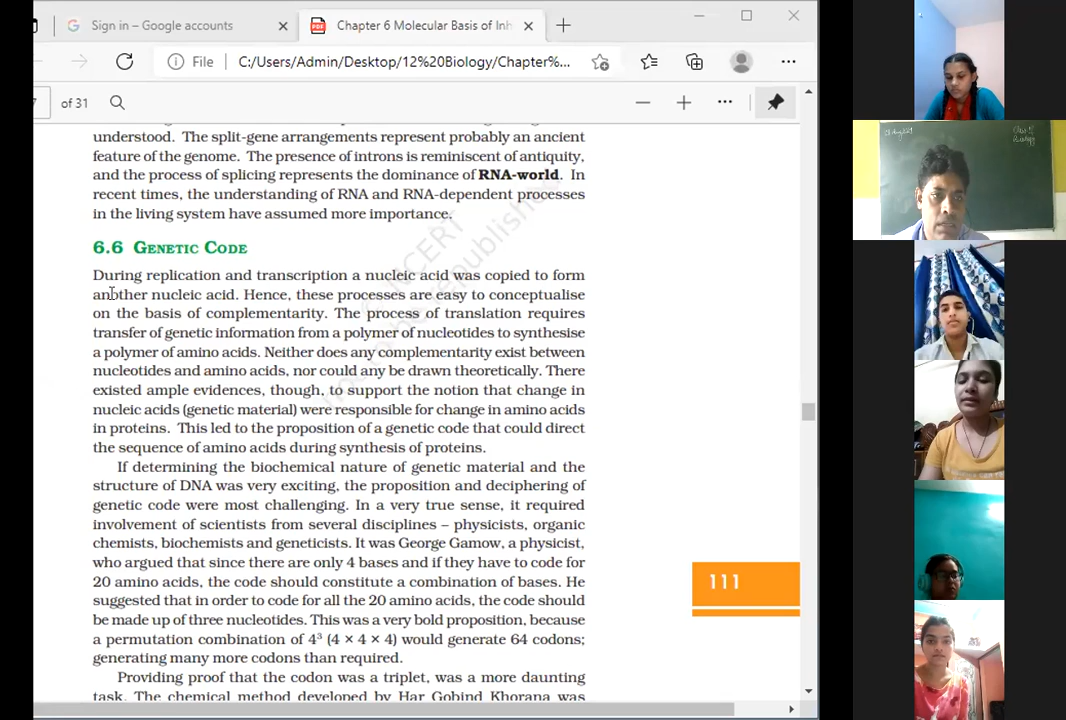 Sign in – Google accounts
Chapter 6 Molecular Basis of Inh
File
C:/Users/Admin/Desktop/12%20Biology/Chapter%...
7 of 31
understood. The split-gene arrangements represent probably an ancient
feature of the genome. The presence of introns is reminiscent of antiquity,
and the process of splicing represents the dominance of RNA-world. In
recent times, the understanding of RNA and RNA-dependent processes
in the living system have assumed more importance.
6.6 GENETIC CODE
During replication and transcription a nucleic acid was copied to form
another nucleic acid. Hence, these processes are easy to conceptualise
on the basis of complementarity. The process of translation requires
transfer of genetic information from a polymer of nucleotides to synthesise
a polymer of amino acids. Neither does any complementarity exist between
nucleotides and amino acids, nor could any be drawn theoretically. There
existed ample evidences, though, to support the notion that change in
nucleic acids (genetic material) were responsible for change in amino acids
in proteins. This led to the proposition of a genetic code that could direct
the sequence of amino acids during synthesis of proteins.
If determining the biochemical nature of genetic material and the
structure of DNA was very exciting, the proposition and deciphering of
genetic code were most challenging. In a very true sense, it required
involvement of scientists from several disciplines – physicists, organic
chemists, biochemists and geneticists. It was George Gamow, a physicist,
who argued that since there are only 4 bases and if they have to code for
20 amino acids, the code should constitute a combination of bases. He
suggested that in order to code for all the 20 amino acids, the code should
be made up of three nucleotides. This was a very bold proposition, because
a permutation combination of 4³ (4 × 4 × 4) would generate 64 codons;
generating many more codons than required.
Providing proof that the codon was a triplet, was a more daunting
task. The chemical method developed by Har Gobind Khorana was
111
Biology